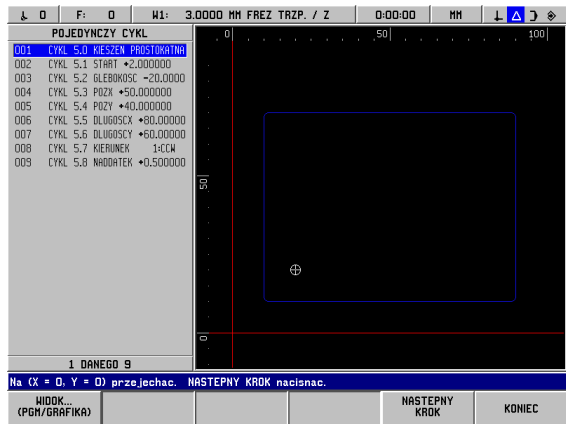 0 F: 0 W1: 3.0000 MM FREZ TRZP. / Z 0:00:00 MM
POJEDYNCZY CYKL
001 CYKL 5.0 KIESZEN PROSTOKATNA
002 CYKL 5.1 START +2.000000
003 CYKL 5.2 GLEBOKOSC -20.0000
004 CYKL 5.3 POZX +50.000000
005 CYKL 5.4 POZY +40.000000
006 CYKL 5.5 DLUGOSCX +80.00000
007 CYKL 5.6 DLUGOSCY +60.00000
008 CYKL 5.7 KIERUNEK 1:CCW
009 CYKL 5.8 NADDATEK +0.500000
0 50 100
50
0
1 DANEGO 9
Na (X = 0, Y = 0) przejechac. NASTEPNY KROK nacisnac.
WIDOK...
(PGM/GRAFIKA)
NASTEPNY
KROK
KONIEC